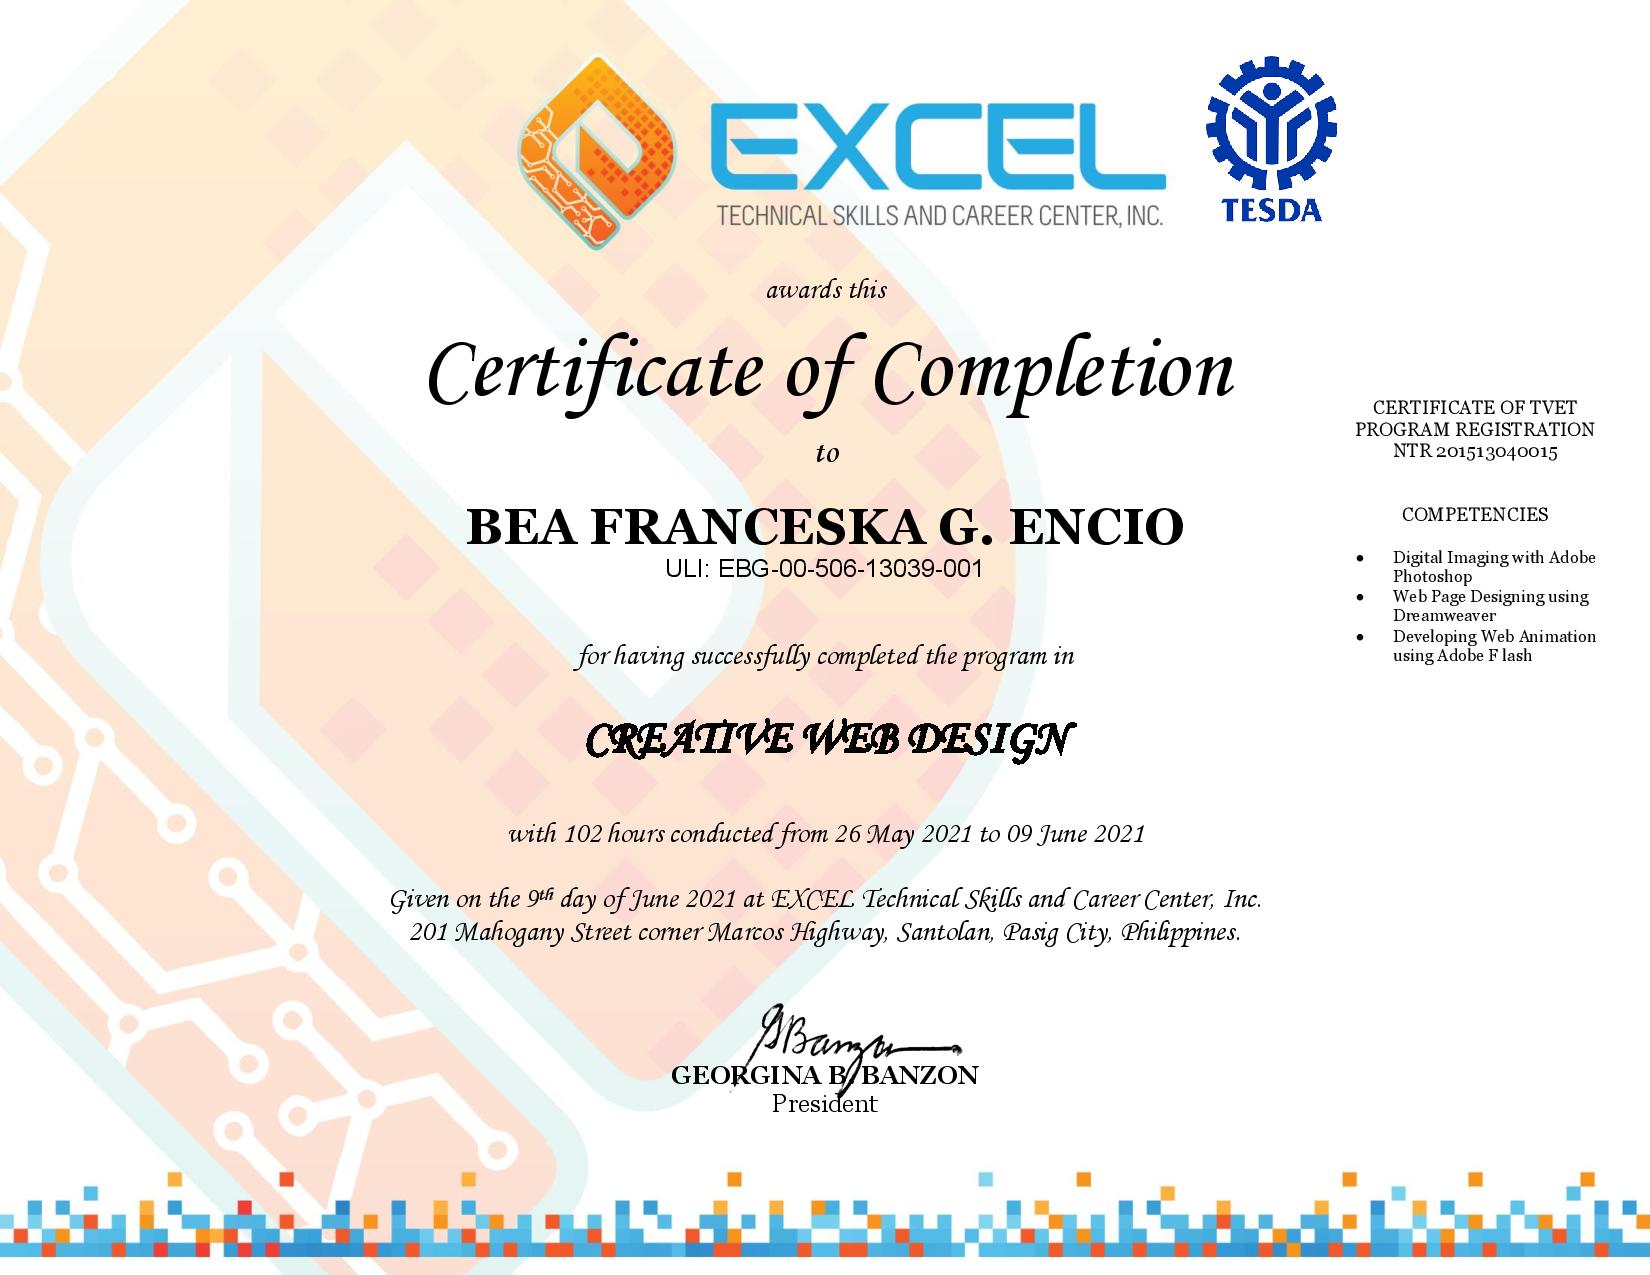 EXCEL
TECHNICAL SKILLS AND CAREER CENTER, INC.
TESDA
awards this
Certificate of Completion
to
BEA FRANCESKA G. ENCIO
ULI: EBG-00-506-13039-001
for having successfully completed the program in
CREATIVE WEB DESIGN
with 102 hours conducted from 26 May 2021 to 09 June 2021
Given on the 9th day of June 2021 at EXCEL Technical Skills and Career Center, Inc.
201 Mahogany Street corner Marcos Highway, Santolan, Pasig City, Philippines.
GBanzon
GEORGINA B. BANZON
President
CERTIFICATE OF TVET
PROGRAM REGISTRATION
NTR 201513040015
COMPETENCIES
• Digital Imaging with Adobe
Photoshop
• Web Page Designing using
Dreamweaver
• Developing Web Animation
using Adobe F lash